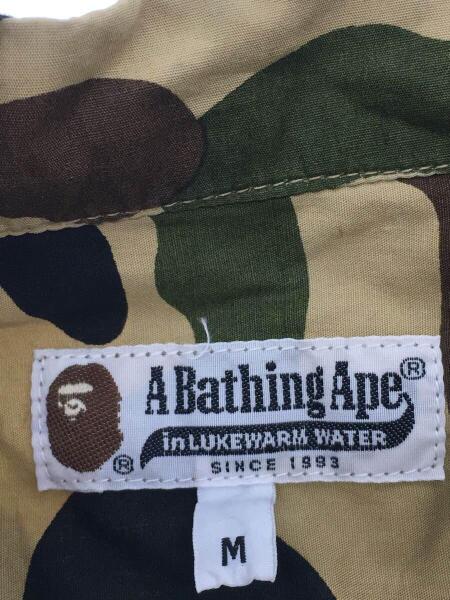 A Bathing Ape®
in LUKEWARM WATER
®
SINCE 1993
M